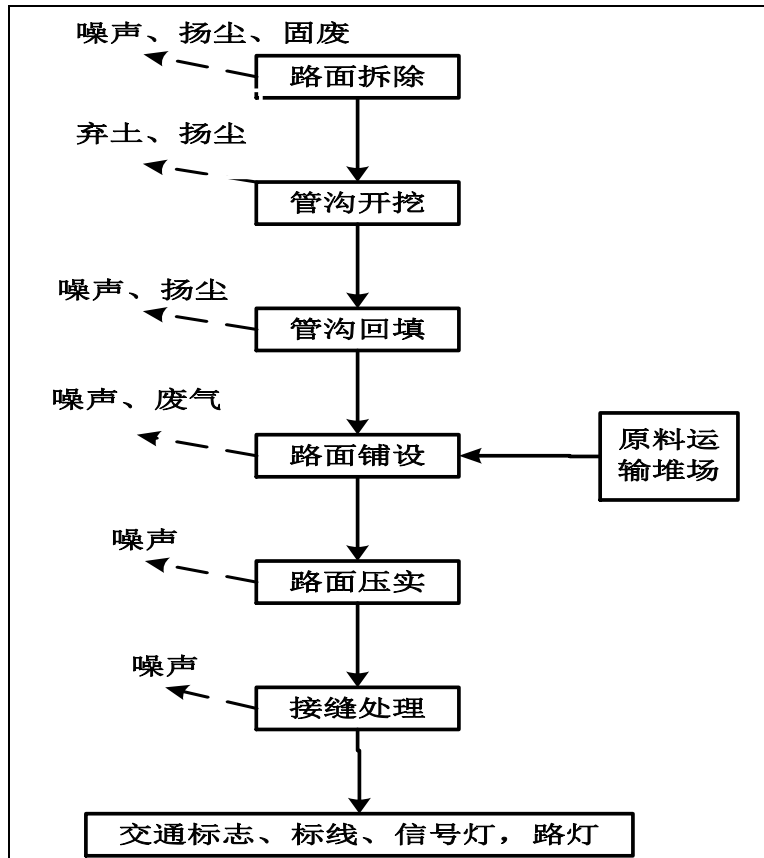 噪声、扬尘、固废
路面拆除
弃土、扬尘
管沟开挖
噪声、扬尘
管沟回填
噪声、废气
路面铺设
原料运
输堆场
噪声
路面压实
噪声
接缝处理
交通标志、标线、信号灯，路灯